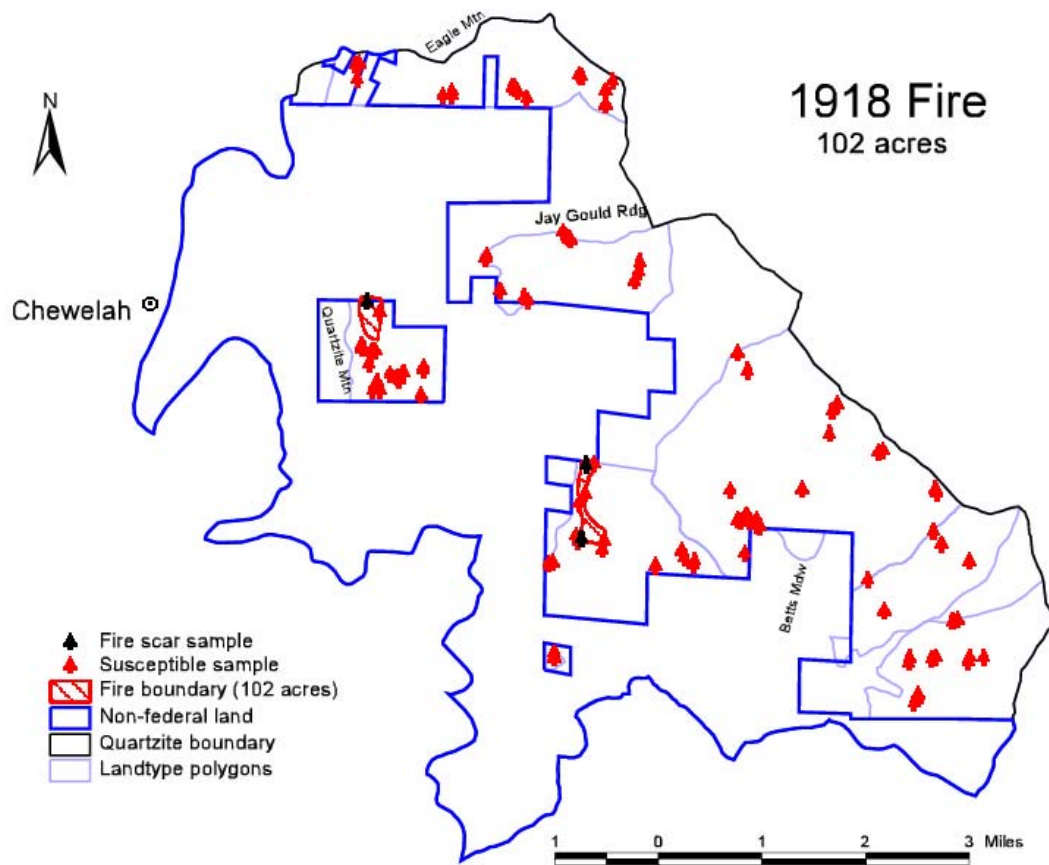 Eagle Mtn
N
1918 Fire
102 acres
Jay Gould Rdg
Chewelah
Quartzite Mtn
Betts Mdw
Fire scar sample
Susceptible sample
Fire boundary (102 acres)
Non-federal land
Quartzite boundary
Landtype polygons
1 0 1 2 3 Miles